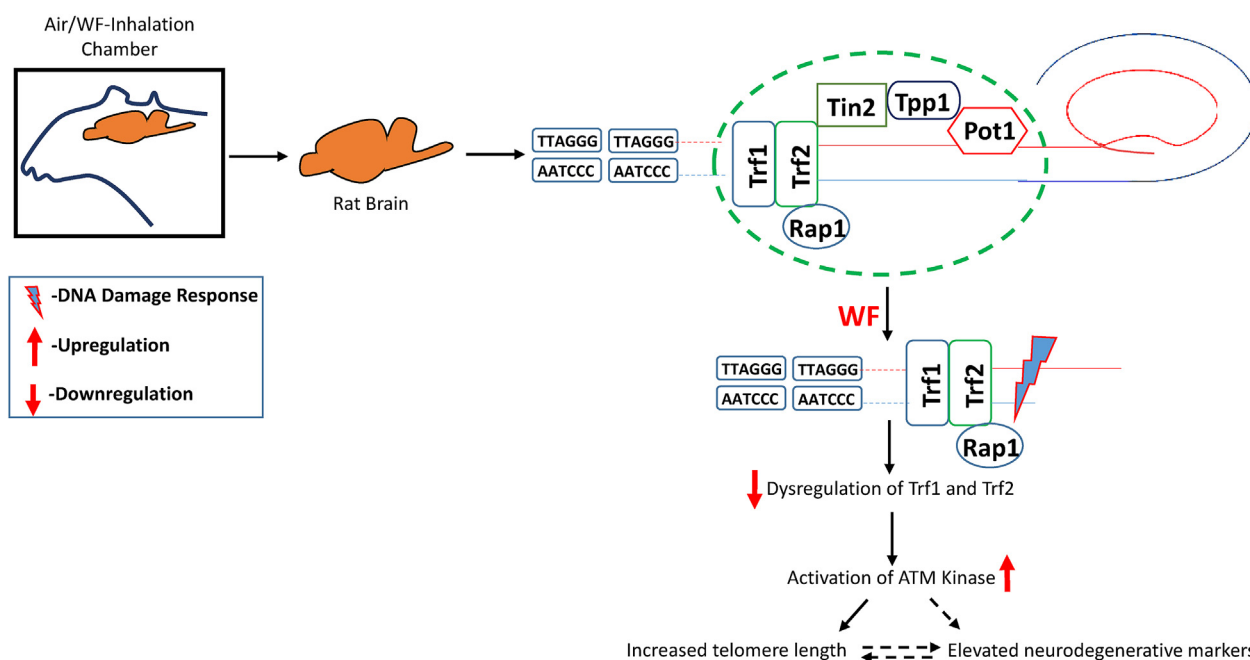 Air/WF-Inhalation
Chamber
Rat Brain
TTAGGG TTAGGG
AATCCC AATCCC
Trf1 Trf2
Tin2 Tpp1 Pot1
Rap1
-DNA Damage Response
-Upregulation
-Downregulation
WF
TTAGGG TTAGGG
AATCCC AATCCC
Trf1 Trf2
Rap1
Dysregulation of Trf1 and Trf2
Activation of ATM Kinase
Increased telomere length Elevated neurodegenerative markers